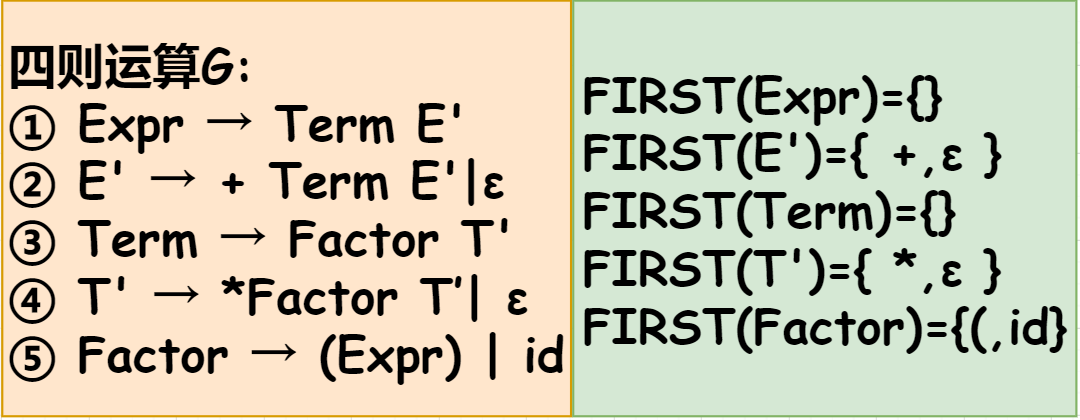 四则运算G:
① Expr → Term E'
② E' → + Term E'|ε
③ Term → Factor T'
④ T' → *Factor T'| ε
⑤ Factor → (Expr) | id
FIRST(Expr)={}
FIRST(E')={ +,ε }
FIRST(Term)={}
FIRST(T')={ *,ε }
FIRST(Factor)={(,id}